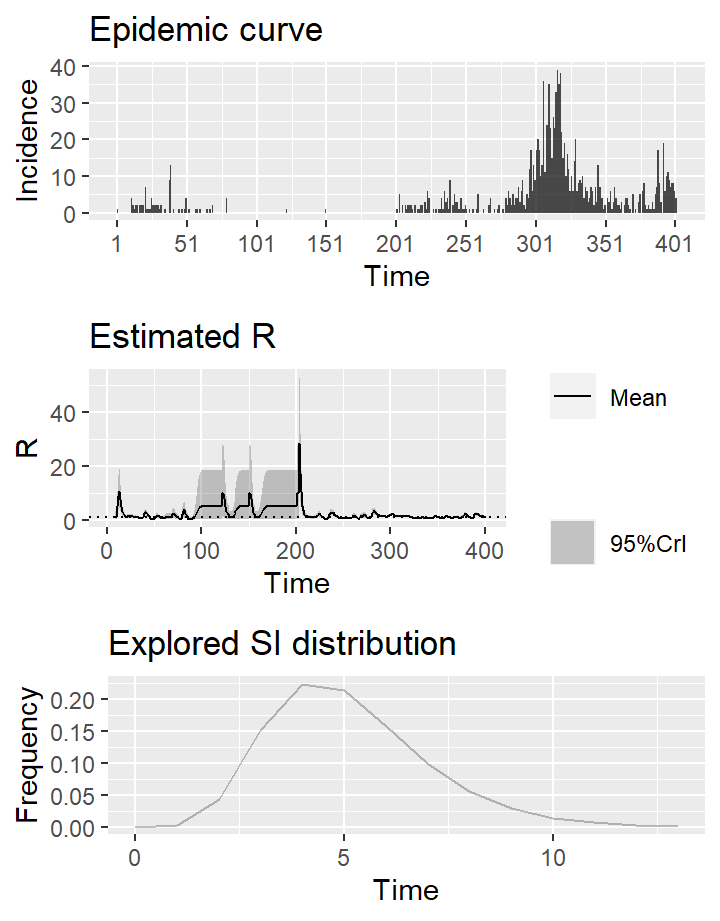 Epidemic curve
Incidence
40
30
20
10
0
1 51 101 151 201 251 301 351 401
Time
Estimated R
R
40
20
0
0 100 200 300 400
Time
Mean
95%CrI
Explored SI distribution
Frequency
0.20
0.15
0.10
0.05
0.00
0 5 10
Time